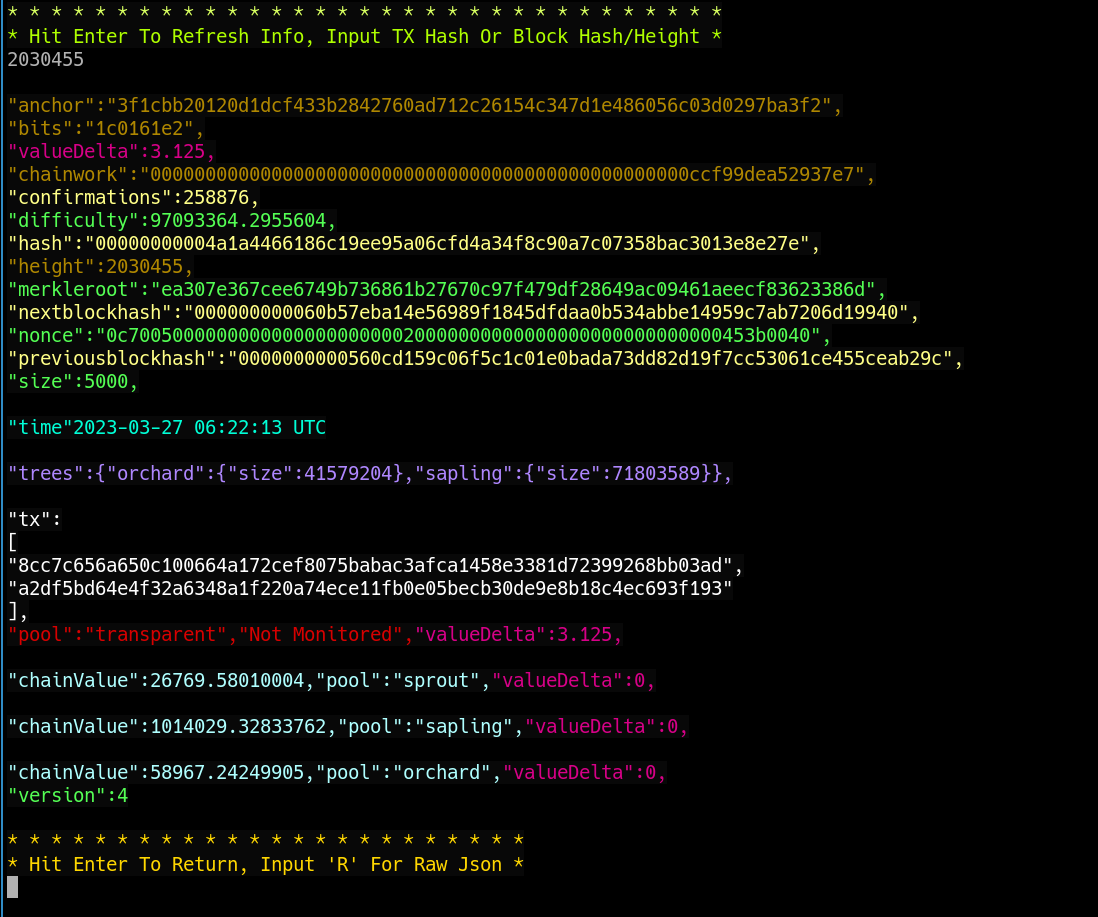 * * * * * * * * * * * * * * * * * * * * * * * * * * * * * * * * *
* Hit Enter To Refresh Info, Input TX Hash Or Block Hash/Height *
2030455
"anchor":"3f1cbb20120d1dcf433b2842760ad712c26154c347d1e486056c03d0297ba3f2",
"bits":"1c0161e2",
"valueDelta":3.125,
"chainwork":"0000000000000000000000000000000000000000000000000ccf99dea52937e7",
"confirmations":258876,
"difficulty":97093364.2955604,
"hash":"00000000004a1a4466186c19ee95a06cfd4a34f8c90a7c07358bac3013e8e27e",
"height":2030455,
"merkleroot":"ea307e367cee6749b736861b27670c97f479df28649ac09461aeecf83623386d",
"nextblockhash":"000000000060b57eba14e56989f1845dfdaa0b534abbe14959c7ab7206d19940",
"nonce":"0c7005000000000000000000000200000000000000000000000000453b0040",
"previousblockhash":"0000000000560cd159c06f5c1c01e0bada73dd82d19f7cc53061ce455ceab29c",
"size":5000,
"time"2023-03-27 06:22:13 UTC
"trees":{"orchard":{"size":41579204},"sapling":{"size":71803589}},
"tx":
[
"8cc7c656a650c100664a172cef8075babac3afca1458e3381d72399268bb03ad",
"a2df5bd64e4f32a6348a1f220a74ece11fb0e05becb30de9e8b18c4ec693f193"
],
"pool":"transparent","Not Monitored","valueDelta":3.125,
"chainValue":26769.58010004,"pool":"sprout","valueDelta":0,
"chainValue":1014029.32833762,"pool":"sapling","valueDelta":0,
"chainValue":58967.24249905,"pool":"orchard","valueDelta":0,
"version":4
* * * * * * * * * * * * * * * * * * * * * * * *
* Hit Enter To Return, Input 'R' For Raw Json *